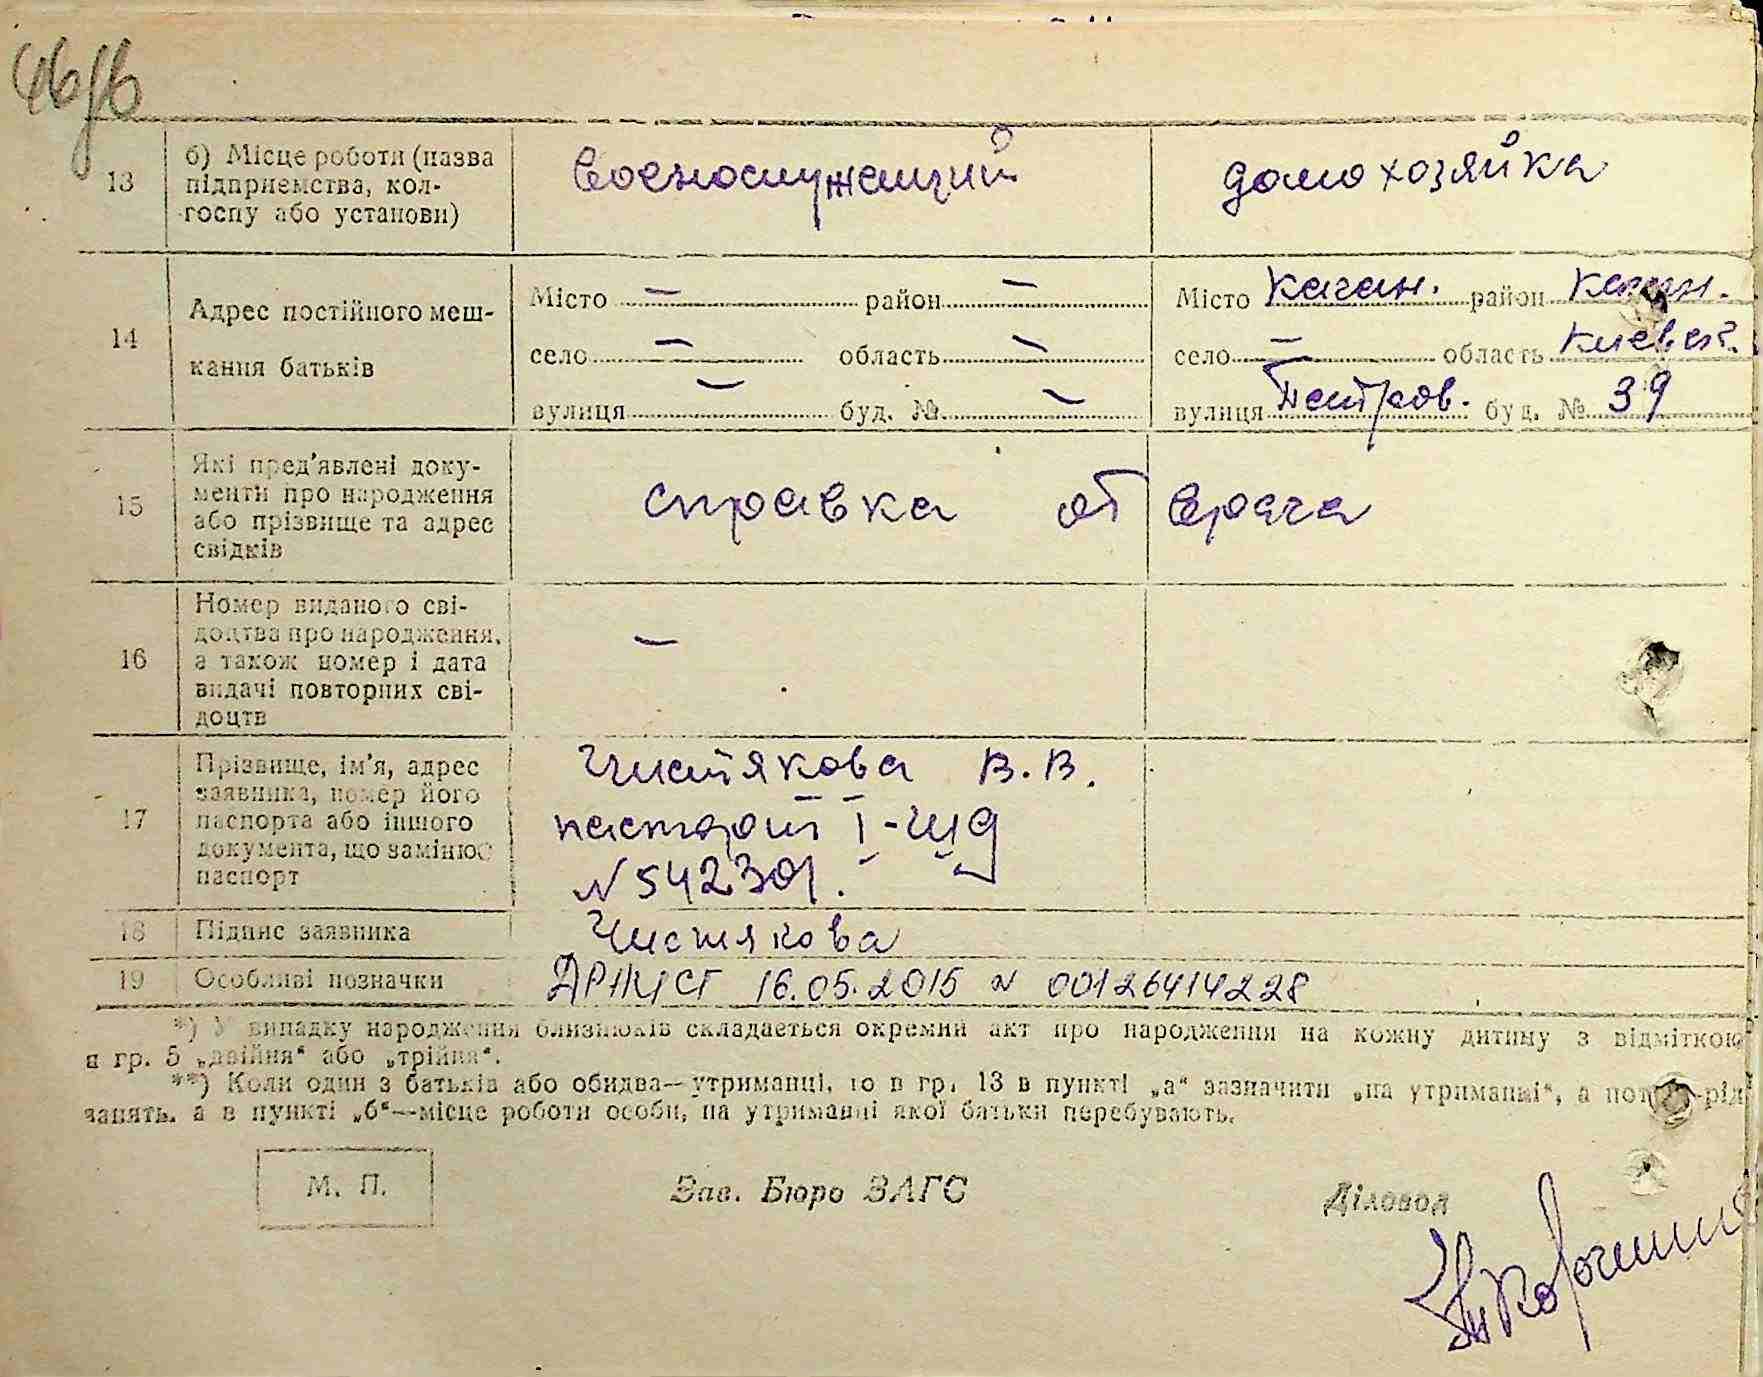 46 об
13
б) Місце роботи (назва
підприємства, кол-
госпу або установи)
военнослужащий
домохозяйка
14
Адрес постійного меш-
кання батьків
Місто — район —
село — область —
вулиця — буд. № —
Місто Каган. район Каган.
село — область Киевск.
вулиця Петров. буд. № 39
15
Які пред'явлені доку-
менти про народження
або прізвище та адрес
свідків
справка от врача
16
Номер виданого сві-
доцтва про народження,
а також номер і дата
видачі повторних сві-
доцтв
—
17
Прізвище, ім'я, адрес
заявника, номер його
паспорта або іншого
документа, що замінює
паспорт
Чистякова В. В.
паспорт I-
N 542301.
18
Підпис заявника
Чистякова
19
Особливі позначки
16.05.2015 N 00126414228
*) У випадку народження близнюків складається окремий акт про народження на кожну дитину з відміткою
в гр. 5 „двійня“ або „трійня“.
**) Коли один з батьків або обидва—утриманці, то в гр. 13 в пункті „а“ зазначити „на утриманні“, а потім—рід
занять, а в пункті „б“—місце роботи особи, на утриманні якої батьки перебувають.
М. П.
Зав. Бюро ЗАГС
Діловод